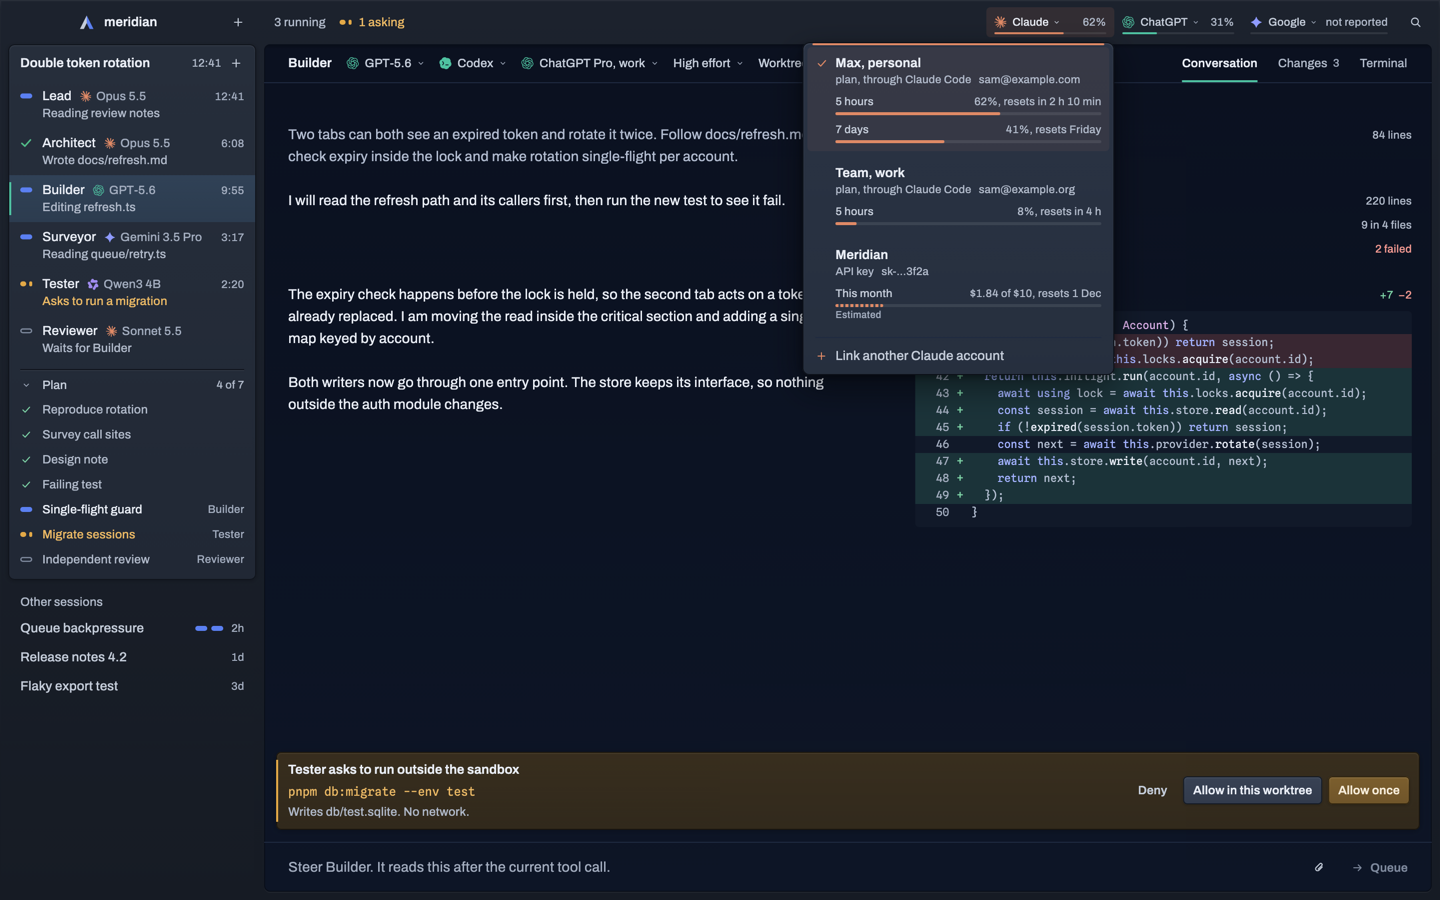 meridian
3 running
1 asking
Claude 62%
ChatGPT 31%
Google not reported
Double token rotation 12:41
Lead Opus 5.5 12:41
Reading review notes
Architect Opus 5.5 6:08
Wrote docs/refresh.md
Builder GPT-5.6 9:55
Editing refresh.ts
Surveyor Gemini 3.5 Pro 3:17
Reading queue/retry.ts
Tester Qwen3 4B 2:20
Asks to run a migration
Reviewer Sonnet 5.5
Waits for Builder
Plan 4 of 7
Reproduce rotation
Survey call sites
Design note
Failing test
Single-flight guard Builder
Migrate sessions Tester
Independent review Reviewer
Other sessions
Queue backpressure 2h
Release notes 4.2 1d
Flaky export test 3d
Builder GPT-5.6 Codex ChatGPT Pro, work High effort
Conversation Changes 3 Terminal
Two tabs can both see an expired token and rotate it twice. Follow
check expiry inside the lock and make rotation single-flight per account.
I will read the refresh path and its callers first, then run the new test to see it fail.
The expiry check happens before the lock is held, so the second tab acts on a
already replaced. I am moving the read inside the critical section and adding a
map keyed by account.
Both writers now go through one entry point. The store keeps its interface, so nothing
outside the auth module changes.
Max, personal
plan, through Claude Code sam@example.com
5 hours 62%, resets in 2 h 10 min
7 days 41%, resets Friday
Team, work
plan, through Claude Code sam@example.org
5 hours 8%, resets in 4 h
Meridian
API key sk-...3f2a
This month $1.84 of $10, resets 1 Dec
Estimated
+ Link another Claude account
84 lines
220 lines
9 in 4 files
2 failed
+7 −2
Account) {
.token)) return session;
this.locks.acquire(account.id);
42 + return this.inflight.run(account.id, async () => {
43 + await using lock = await this.locks.acquire(account.id);
44 + const session = await this.store.read(account.id);
45 + if (!expired(session.token)) return session;
46 const next = await this.provider.rotate(session);
47 + await this.store.write(account.id, next);
48 + return next;
49 + });
50 }
Tester asks to run outside the sandbox
pnpm db:migrate --env test
Writes db/test.sqlite. No network.
Deny
Allow in this worktree
Allow once
Steer Builder. It reads this after the current tool call.
Queue